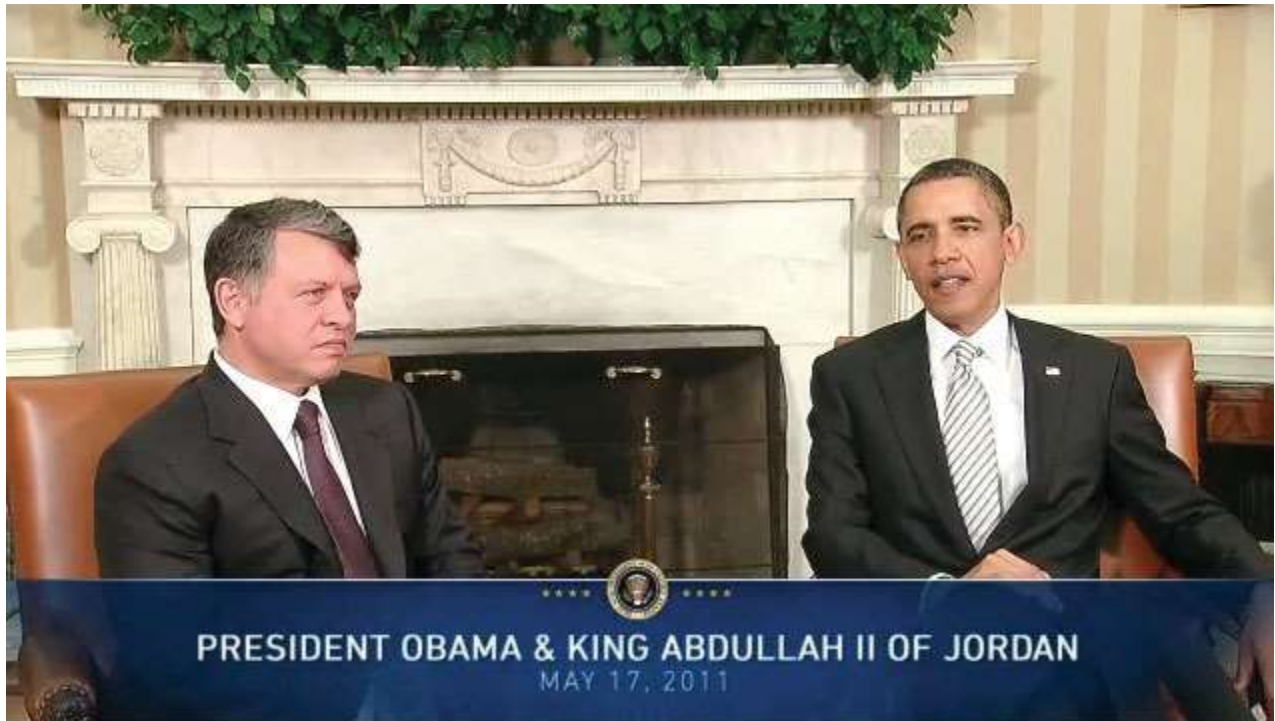 PRESIDENT OBAMA & KING ABDULLAH II OF JORDAN
MAY 17, 2011